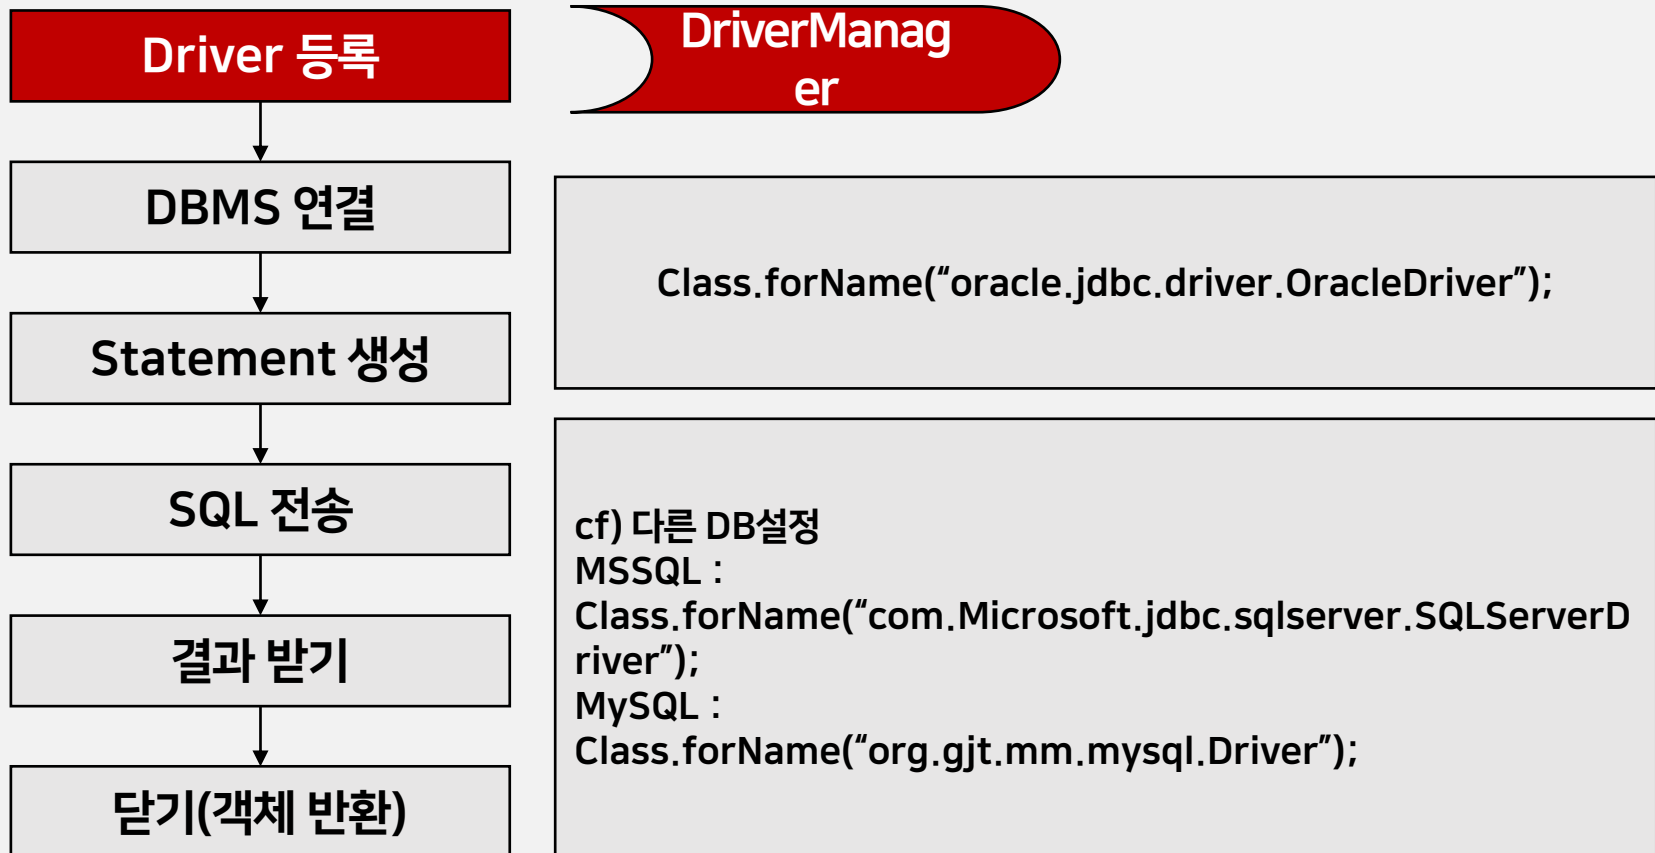 Driver 등록
DBMS 연결
Statement 생성
SQL 전송
결과 받기
닫기(객체 반환)
DriverManag
er
Class.forName(“oracle.jdbc.driver.OracleDriver”);
cf) 다른 DB설정
MSSQL :
Class.forName(“com.Microsoft.jdbc.sqlserver.SQLServerD
river”);
MySQL :
Class.forName(“org.gjt.mm.mysql.Driver”);